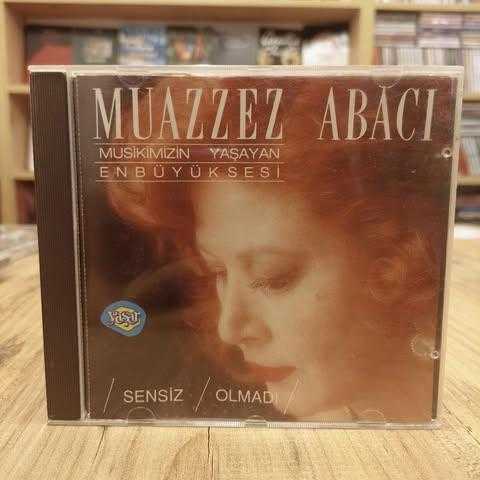 MUAZZEZ ABACI
MUSİKİMİZİN YAŞAYAN
ENBÜYÜKSESİ
yaşar
/ SENSİZ / OLMADI /